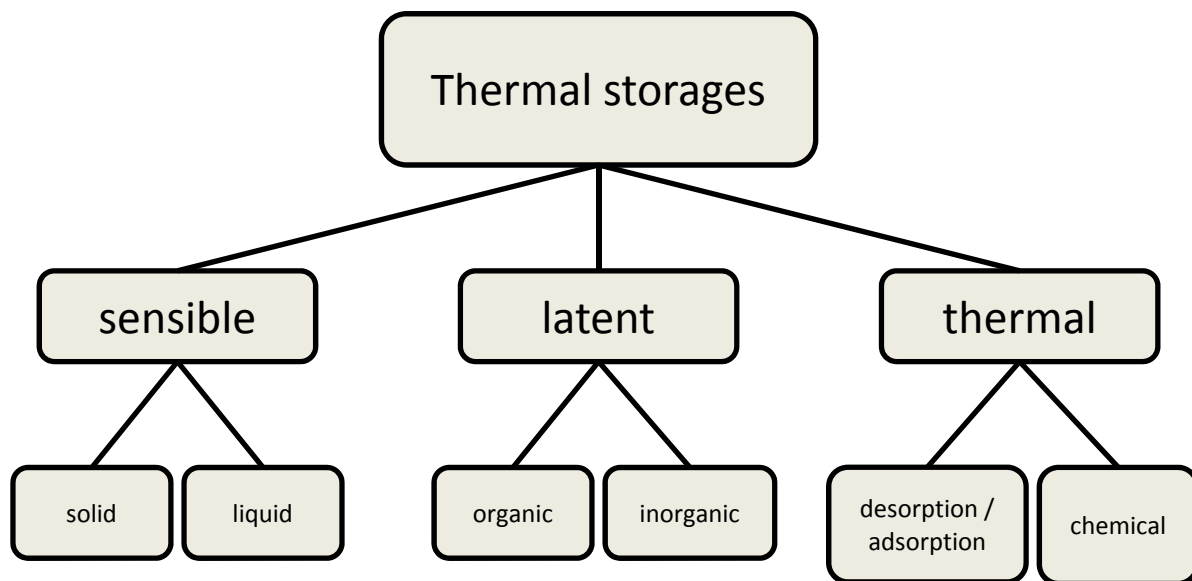 Thermal storages
sensible
latent
thermal
solid
liquid
organic
inorganic
desorption /
adsorption
chemical